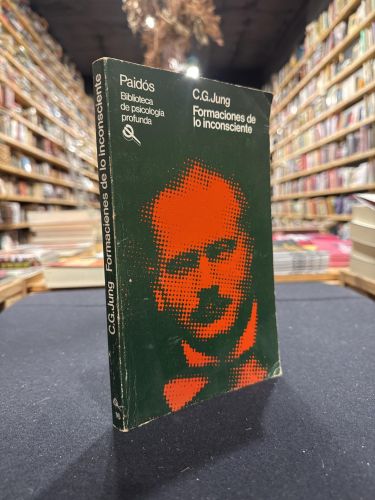 Paidós
Biblioteca
de psicología
profunda
C.G.Jung
Formaciones de
lo inconsciente
C.G.Jung Formaciones de lo inconsciente